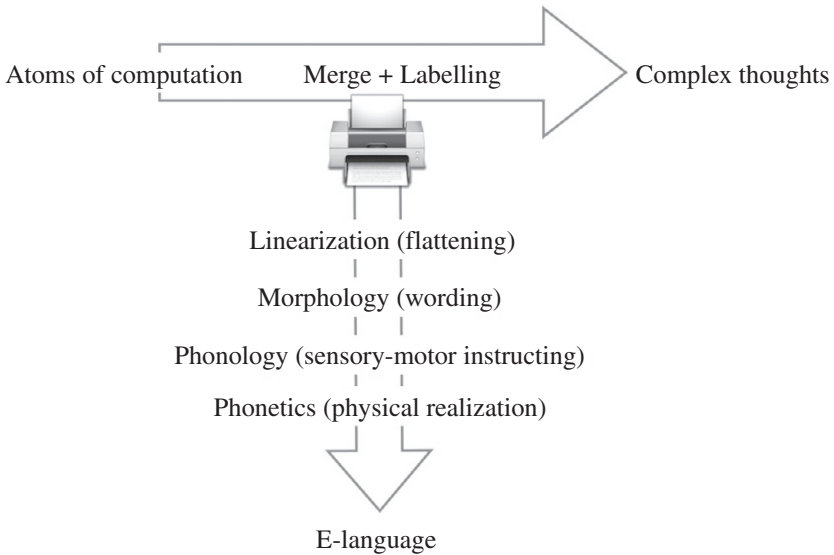 Atoms of computation Merge + Labelling Complex thoughts
Linearization (flattening)
Morphology (wording)
Phonology (sensory-motor instructing)
Phonetics (physical realization)
E-language